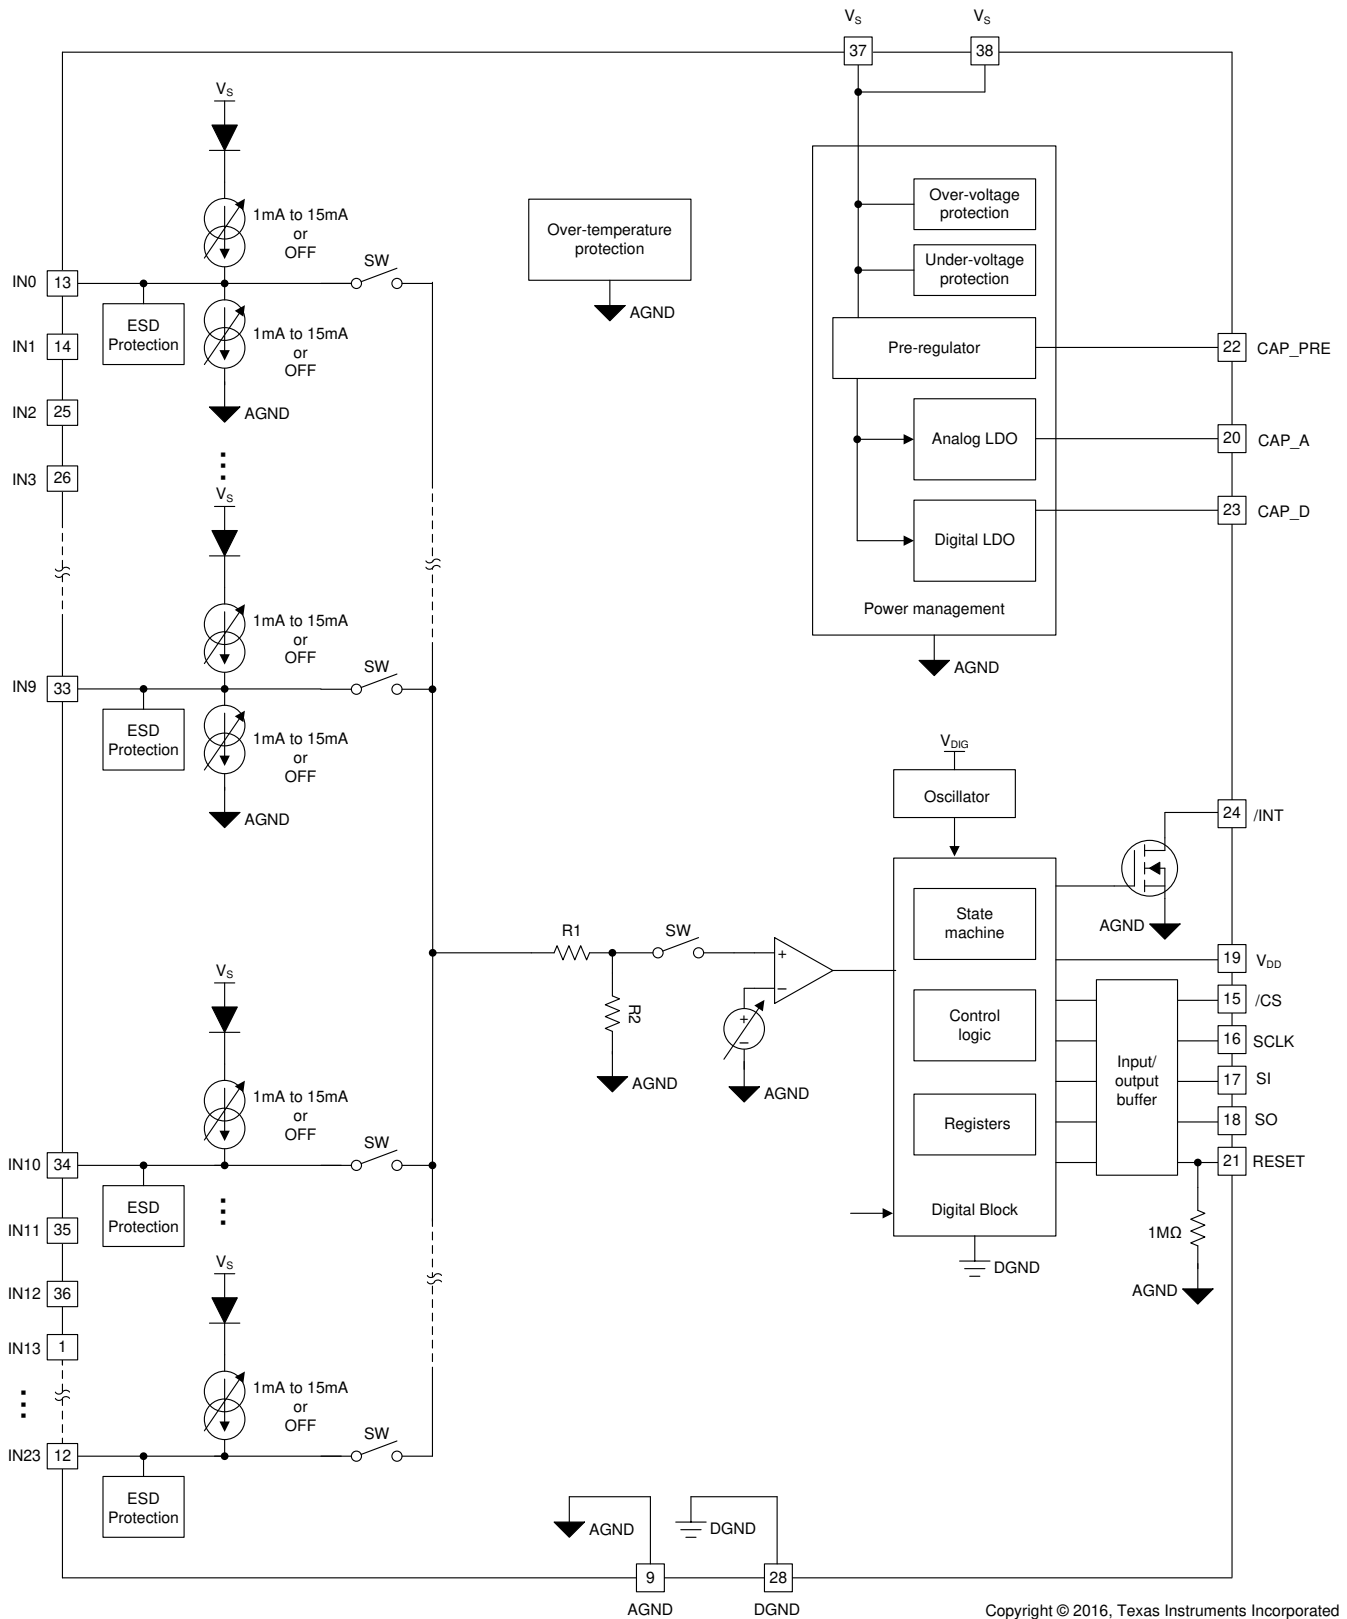 VS
VS
37
38
VS
1mA to 15mA
or
OFF
Over-temperature
protection
AGND
Over-voltage
protection
Under-voltage
protection
SW
IN0
13
ESD
Protection
1mA to 15mA
or
OFF
AGND
IN1
14
Pre-regulator
22
CAP_PRE
IN2
25
Analog LDO
20
CAP_A
IN3
26
VS
23
CAP_D
Digital LDO
Power management
AGND
1mA to 15mA
or
OFF
SW
IN9
33
ESD
Protection
1mA to 15mA
or
OFF
AGND
VDIG
Oscillator
24
/INT
AGND
State
machine
R1
SW
R2
AGND
+
−
+
−
AGND
19
VDD
15
/CS
Control
logic
16
SCLK
Input/
output
buffer
17
SI
Registers
18
SO
21
RESET
1MΩ
AGND
Digital Block
DGND
VS
1mA to 15mA
or
OFF
SW
IN10
34
ESD
Protection
IN11
35
VS
IN12
36
IN13
1
1mA to 15mA
or
OFF
SW
IN23
12
ESD
Protection
AGND
DGND
9
28
AGND
DGND
Copyright © 2016, Texas Instruments Incorporated